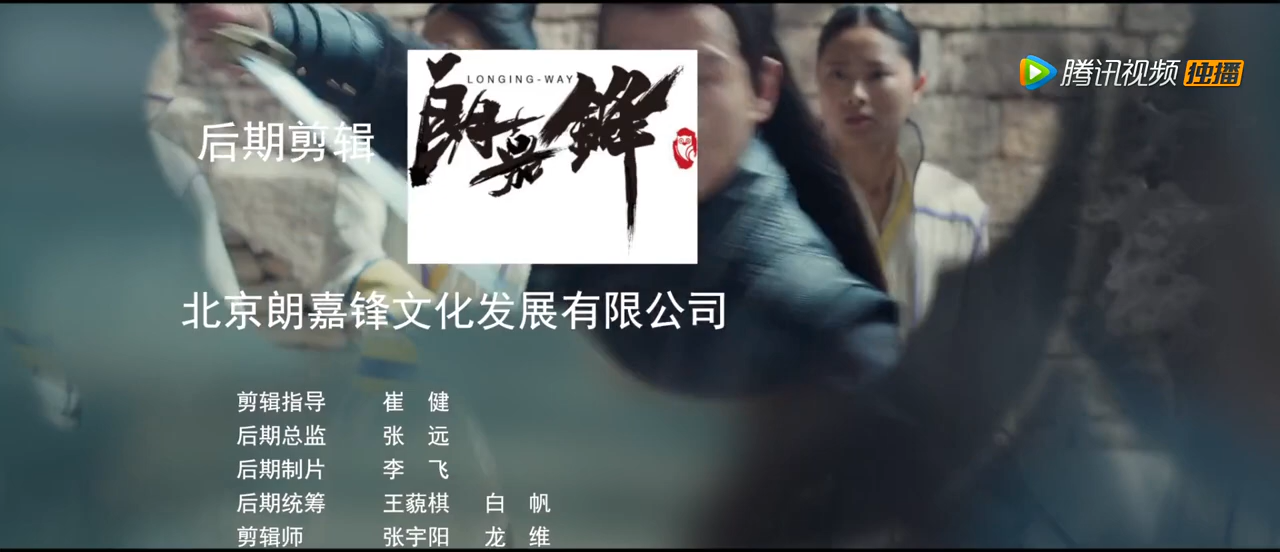 LONGING-WAY
腾讯视频 独播
后期剪辑
朗嘉锋
北京朗嘉锋文化发展有限公司
剪辑指导 崔 健
后期总监 张 远
后期制片 李 飞
后期统筹 王藐棋 白 帆
剪辑师 张宇阳 龙 维